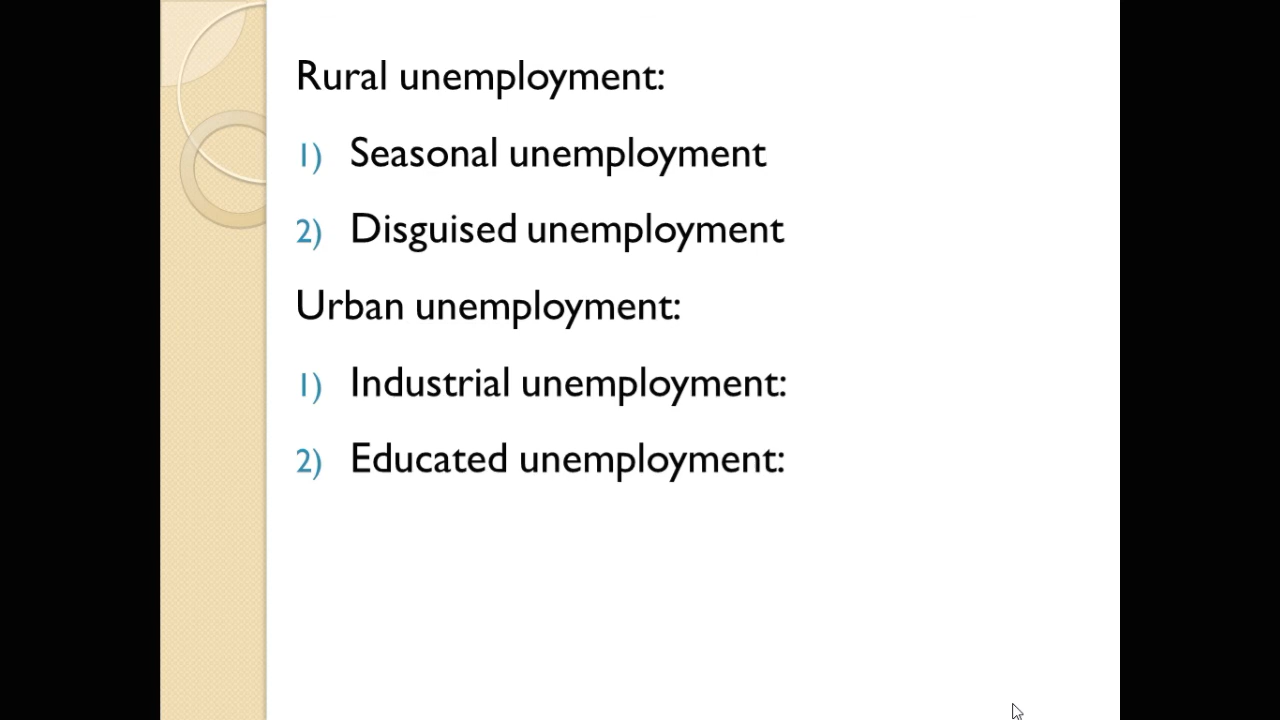 Rural unemployment:
1) Seasonal unemployment
2) Disguised unemployment
Urban unemployment:
1) Industrial unemployment:
2) Educated unemployment: